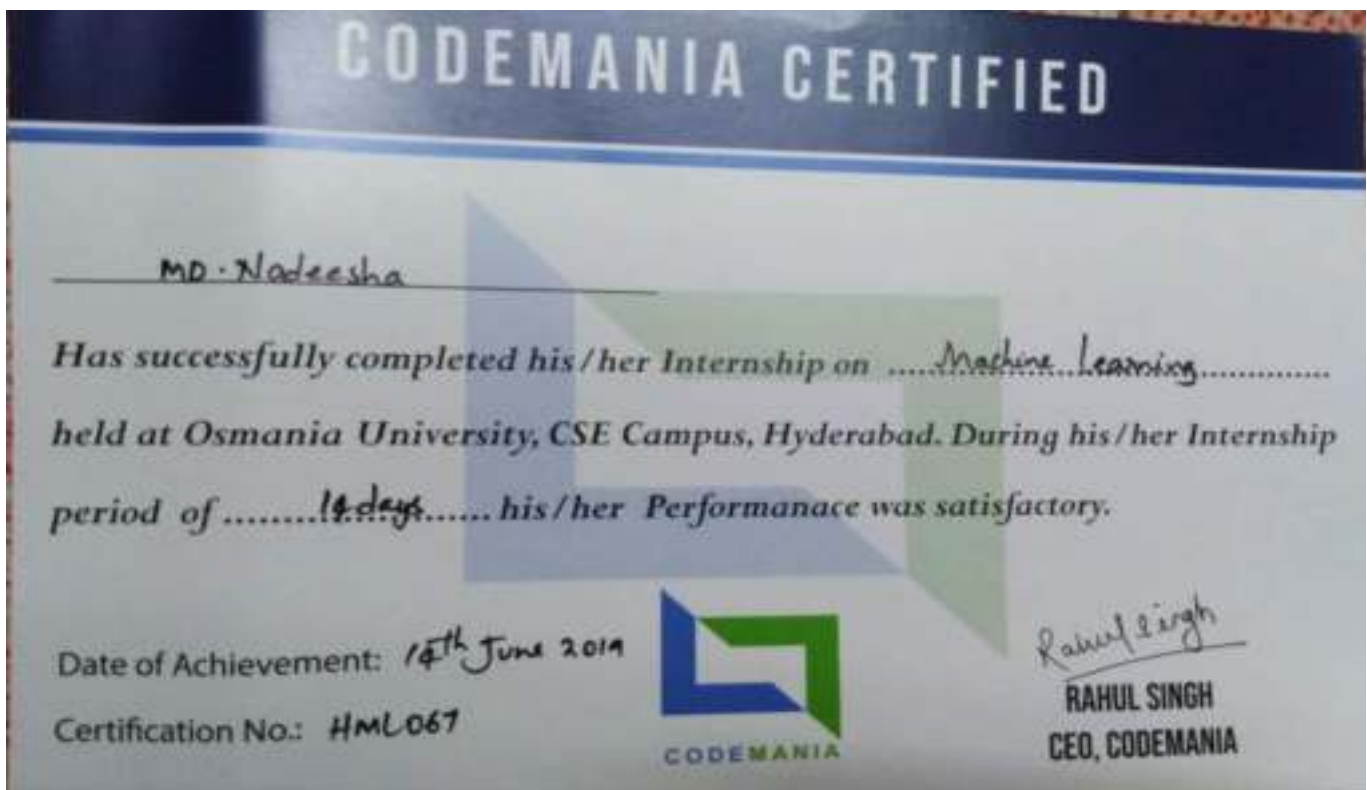 CODEMANIA CERTIFIED
MD. Nadeesha
Has successfully completed his/her Internship on ......Machine Learning..............
held at Osmania University, CSE Campus, Hyderabad. During his/her Internship
period of ........14 days...... his/her Performanace was satisfactory.
Date of Achievement: 14th June 2019
Certification No.: HML067
CODEMANIA
Rahul Singh
RAHUL SINGH
CEO, CODEMANIA